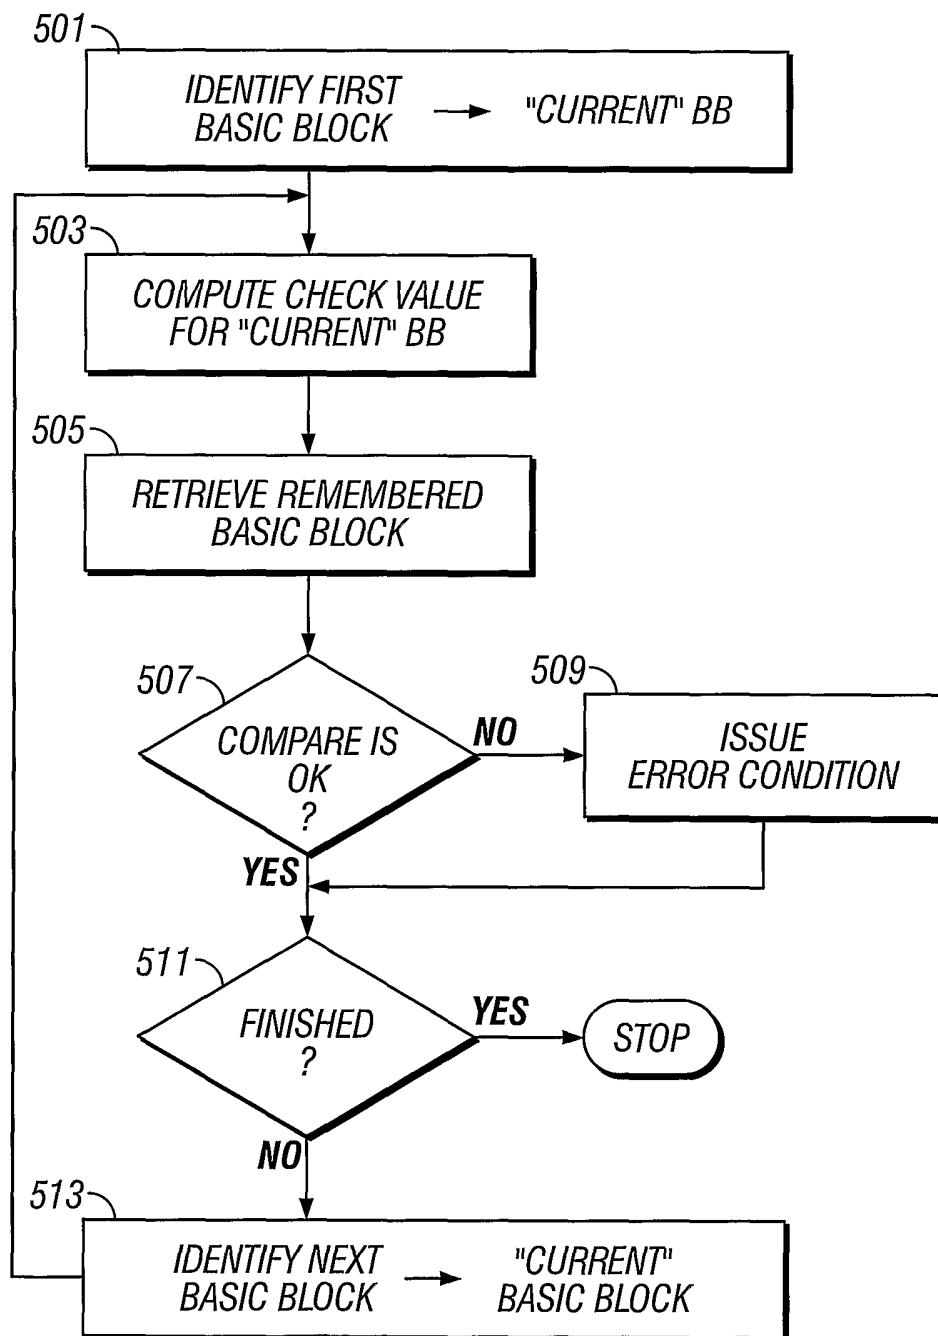 501
IDENTIFY FIRST
BASIC BLOCK
"CURRENT" BB
503
COMPUTE CHECK VALUE
FOR "CURRENT" BB
505
RETRIEVE REMEMBERED
BASIC BLOCK
507
COMPARE IS
OK
?
NO
509
ISSUE
ERROR CONDITION
YES
511
FINISHED
?
YES
STOP
NO
513
IDENTIFY NEXT
BASIC BLOCK
"CURRENT"
BASIC BLOCK